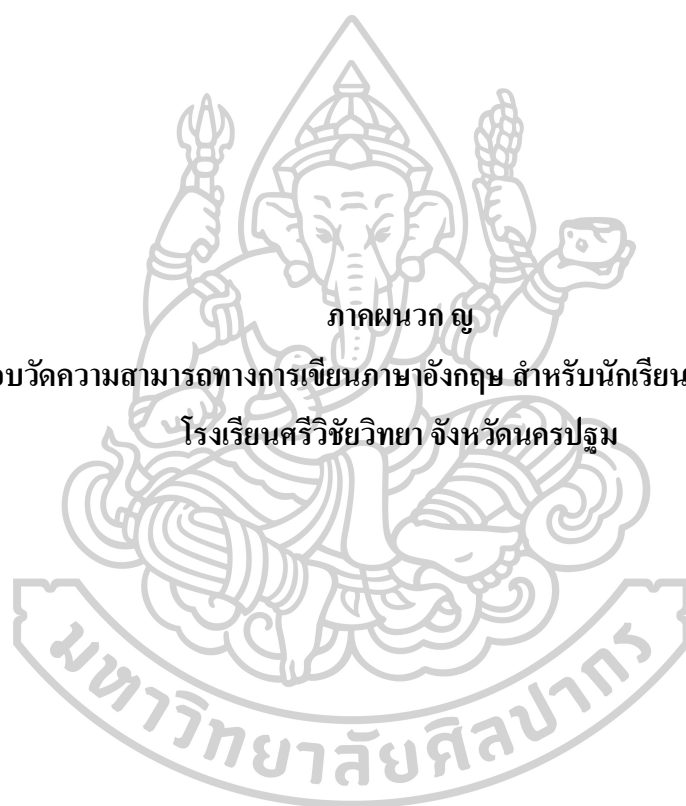 ภาคผนวก ญ
บวัดความสามารถทางการเขียนภาษาอังกฤษ สำหรับนักเรียน
โรงเรียนศรีวิชัยวิทยา จังหวัดนครปฐม
มหาวิทยาลัยศิลปากร